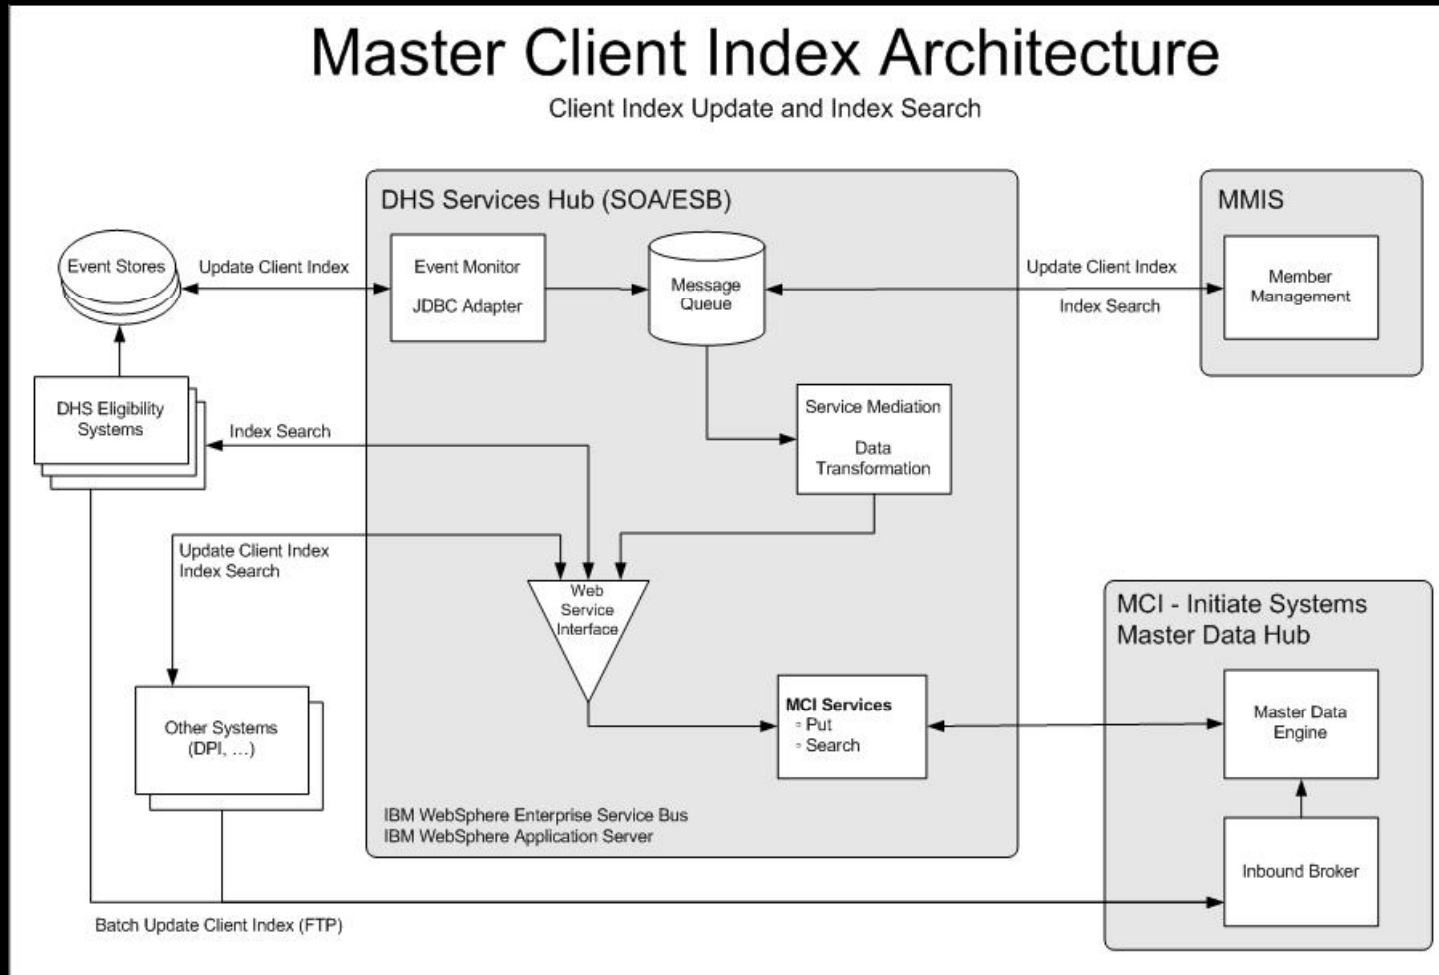 Master Client Index Architecture
Client Index Update and Index Search
DHS Services Hub (SOA/ESB)
MMIS
Event Stores
Update Client Index
Event Monitor
JDBC Adapter
Message
Queue
Update Client Index
Index Search
Member
Management
DHS Eligibility
Systems
Index Search
Service Mediation
Data
Transformation
Update Client Index
Index Search
Web
Service
Interface
MCI - Initiate Systems
Master Data Hub
Other Systems
(DPI, ...)
MCI Services
▫ Put
▫ Search
Master Data
Engine
IBM WebSphere Enterprise Service Bus
IBM WebSphere Application Server
Inbound Broker
Batch Update Client Index (FTP)